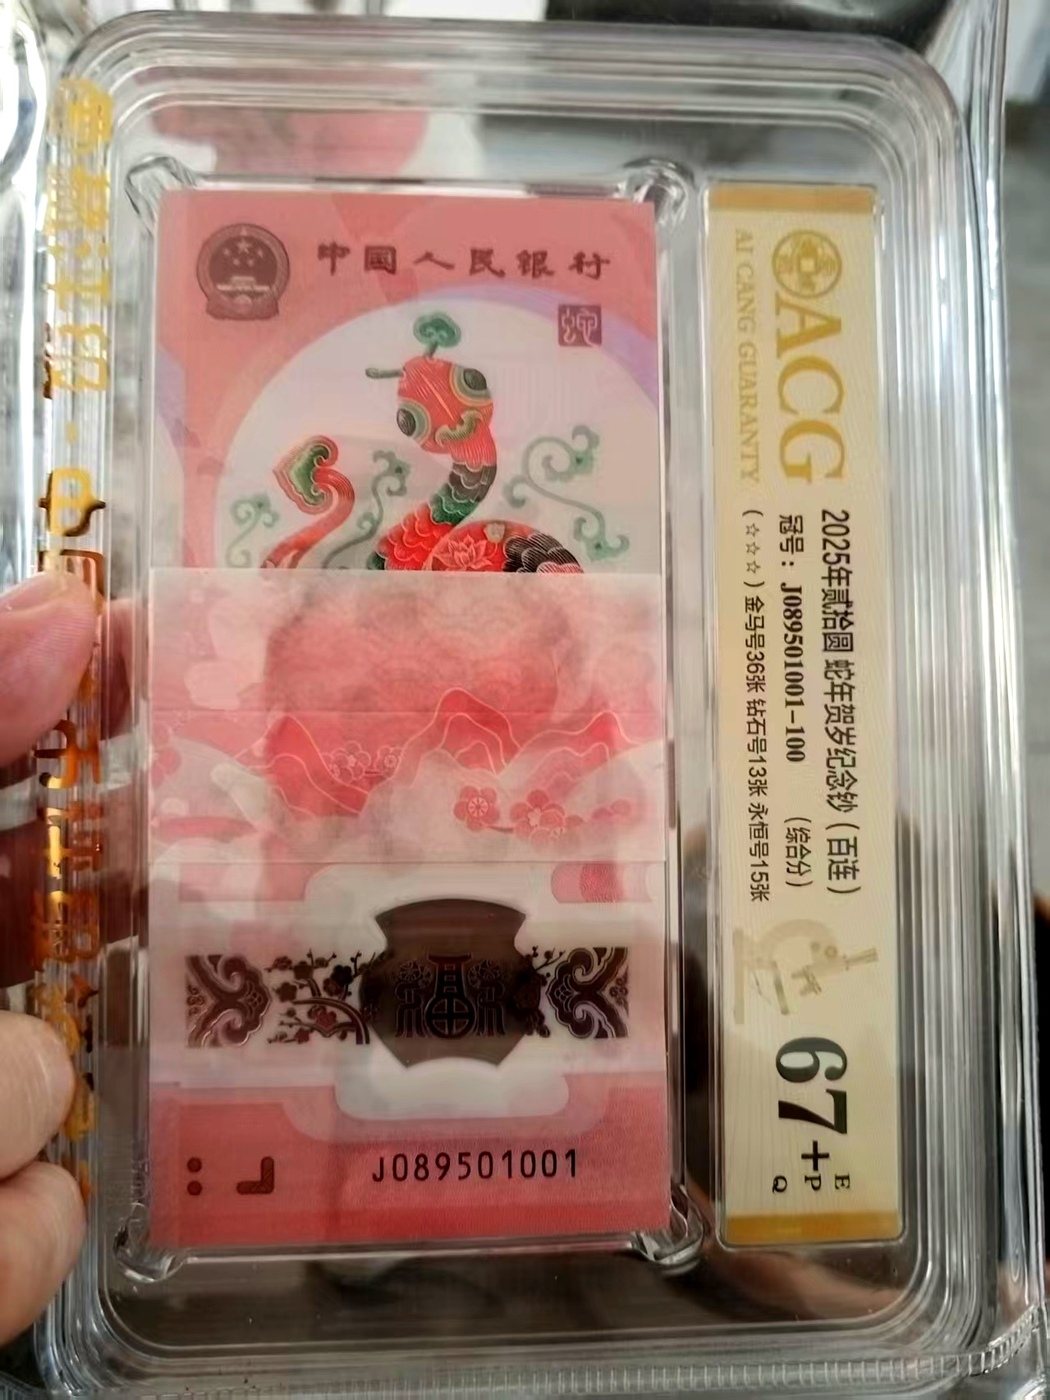 中国人民银行
蛇
J089501001
ACG
AI CANG GUARANTY
2025年贰拾圆 蛇年贺岁纪念钞（百连）
冠号：J089501001-100 （综合分）
（☆☆☆）金马号36张 钻石号13张 永恒号15张
67+
E
P
Q